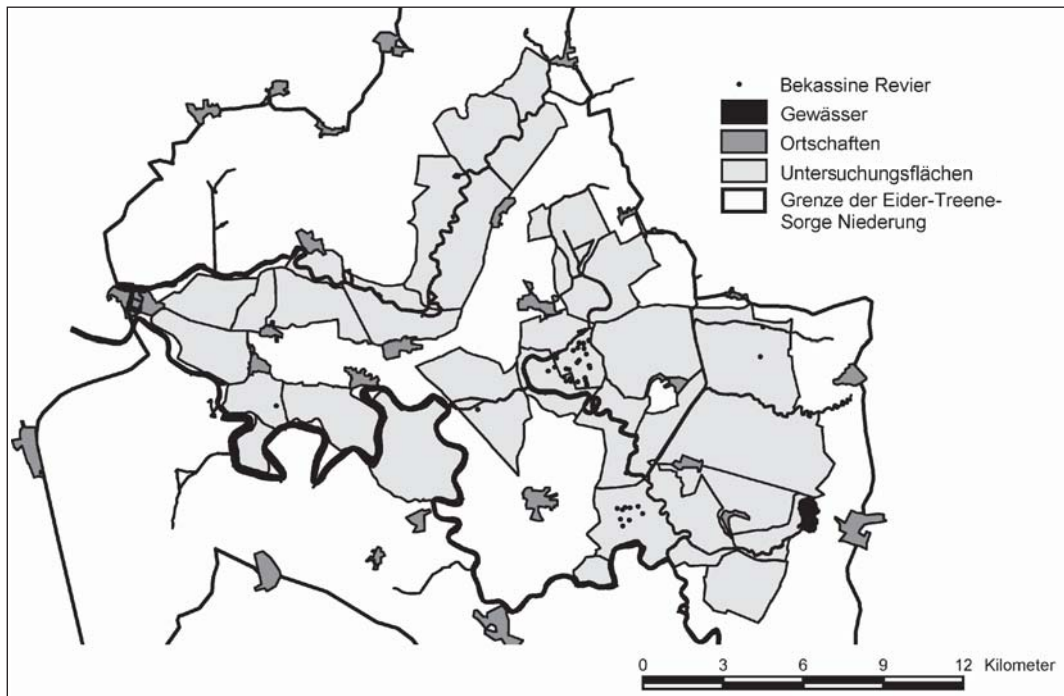 Bekassine Revier
Gewässer
Ortschaften
Untersuchungsflächen
Grenze der Eider-Treene-
Sorge Niederung
0 3 6 9 12 Kilometer